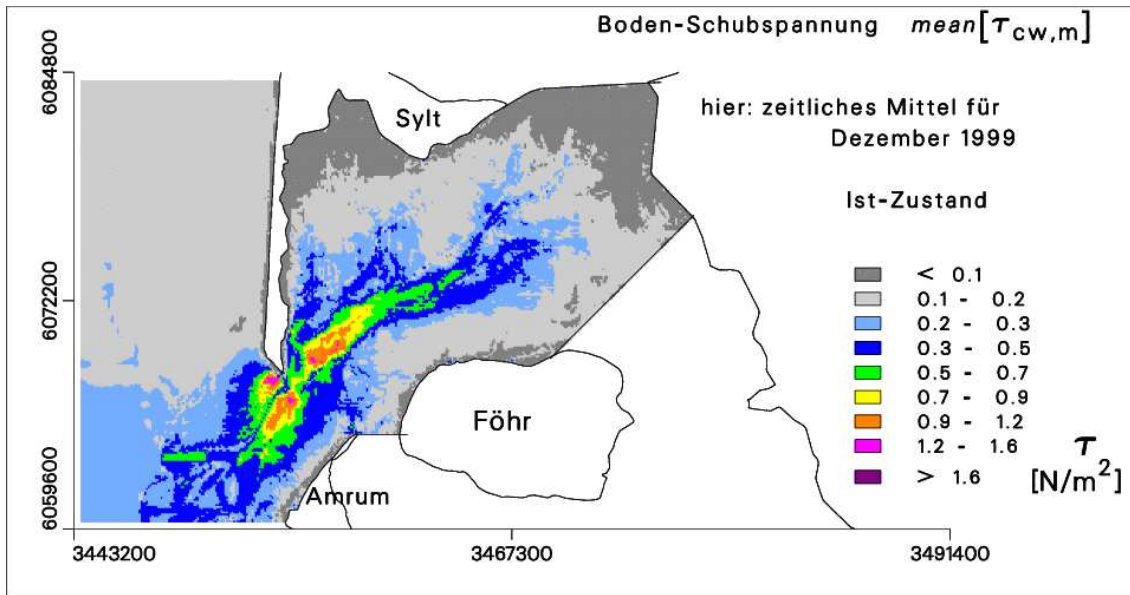 Boden-Schubspannung mean[τcw,m]
6084800
Sylt
hier: zeitliches Mittel für
Dezember 1999
Ist-Zustand
< 0.1
6072200
0.1 - 0.2
0.2 - 0.3
0.3 - 0.5
0.5 - 0.7
0.7 - 0.9
Föhr
0.9 - 1.2
1.2 - 1.6 τ
> 1.6 [N/m²]
Amrum
6059600
3443200 3467300 3491400